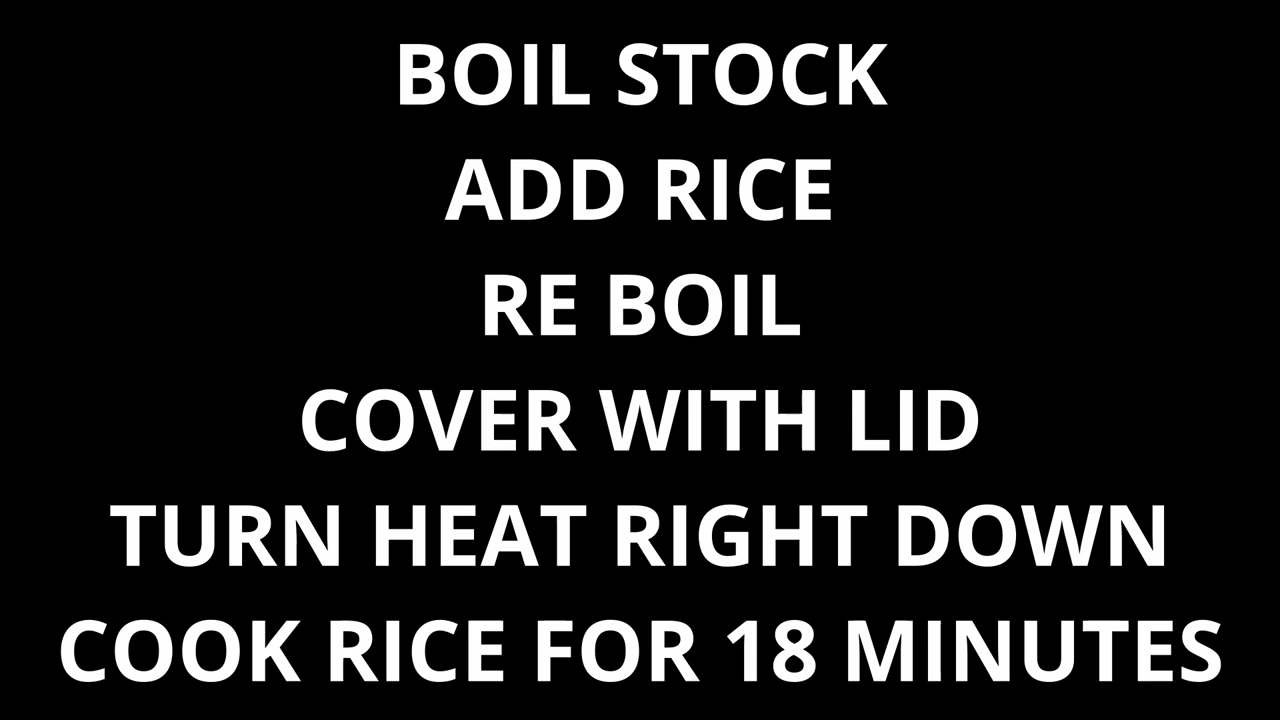 BOIL STOCK
ADD RICE
RE BOIL
COVER WITH LID
TURN HEAT RIGHT DOWN
COOK RICE FOR 18 MINUTES